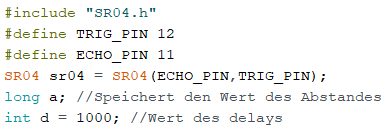 #include "SR04.h"
#define TRIG_PIN 12
#define ECHO_PIN 11
SR04 sr04 = SR04(ECHO_PIN,TRIG_PIN);
long a; //Speichert den Wert des Abstandes
int d = 1000; //Wert des delays